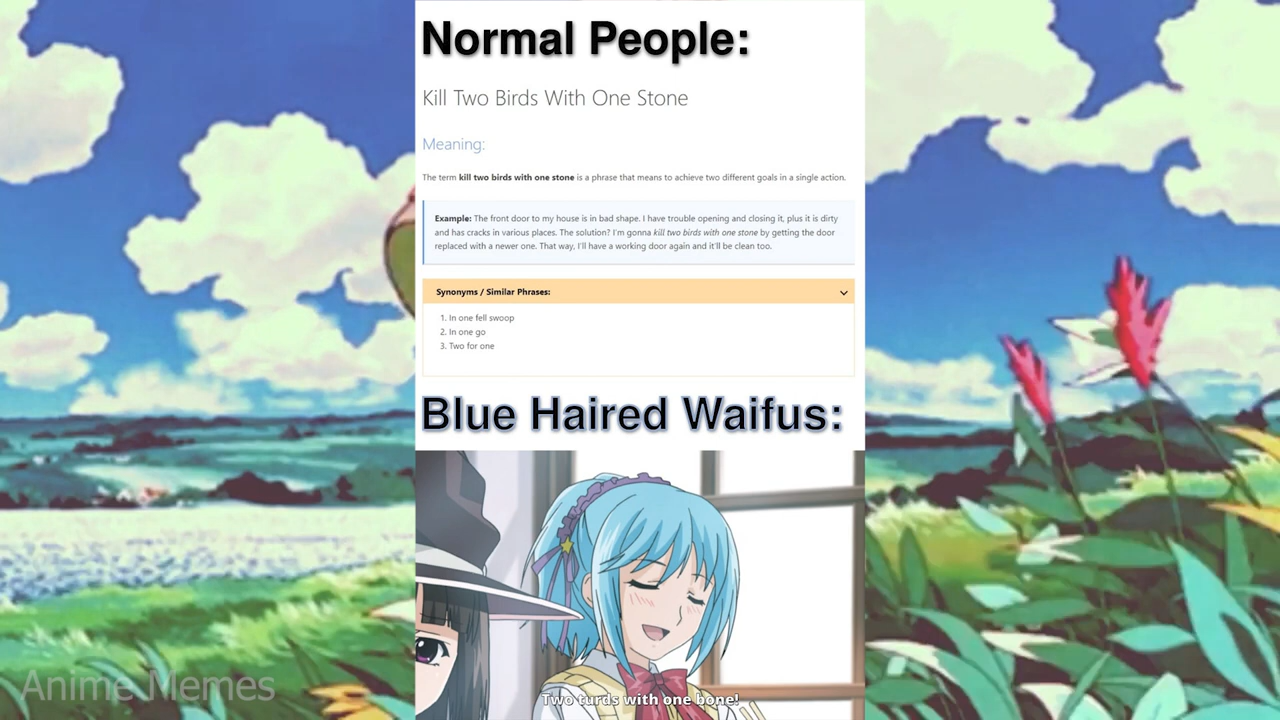 Normal People:
Kill Two Birds With One Stone
Meaning:
The term kill two birds with one stone is a phrase that means to achieve two different goals in a single action.
Example: The front door to my house is in bad shape. I have trouble opening and closing it, plus it is dirty
and has cracks in various places. The solution? I'm gonna kill two birds with one stone by getting the door
replaced with a newer one. That way, I'll have a working door again and it'll be clean too.
Synonyms / Similar Phrases:
1. In one fell swoop
2. In one go
3. Two for one
Blue Haired Waifus:
Two turds with one bone!
Anime Memes